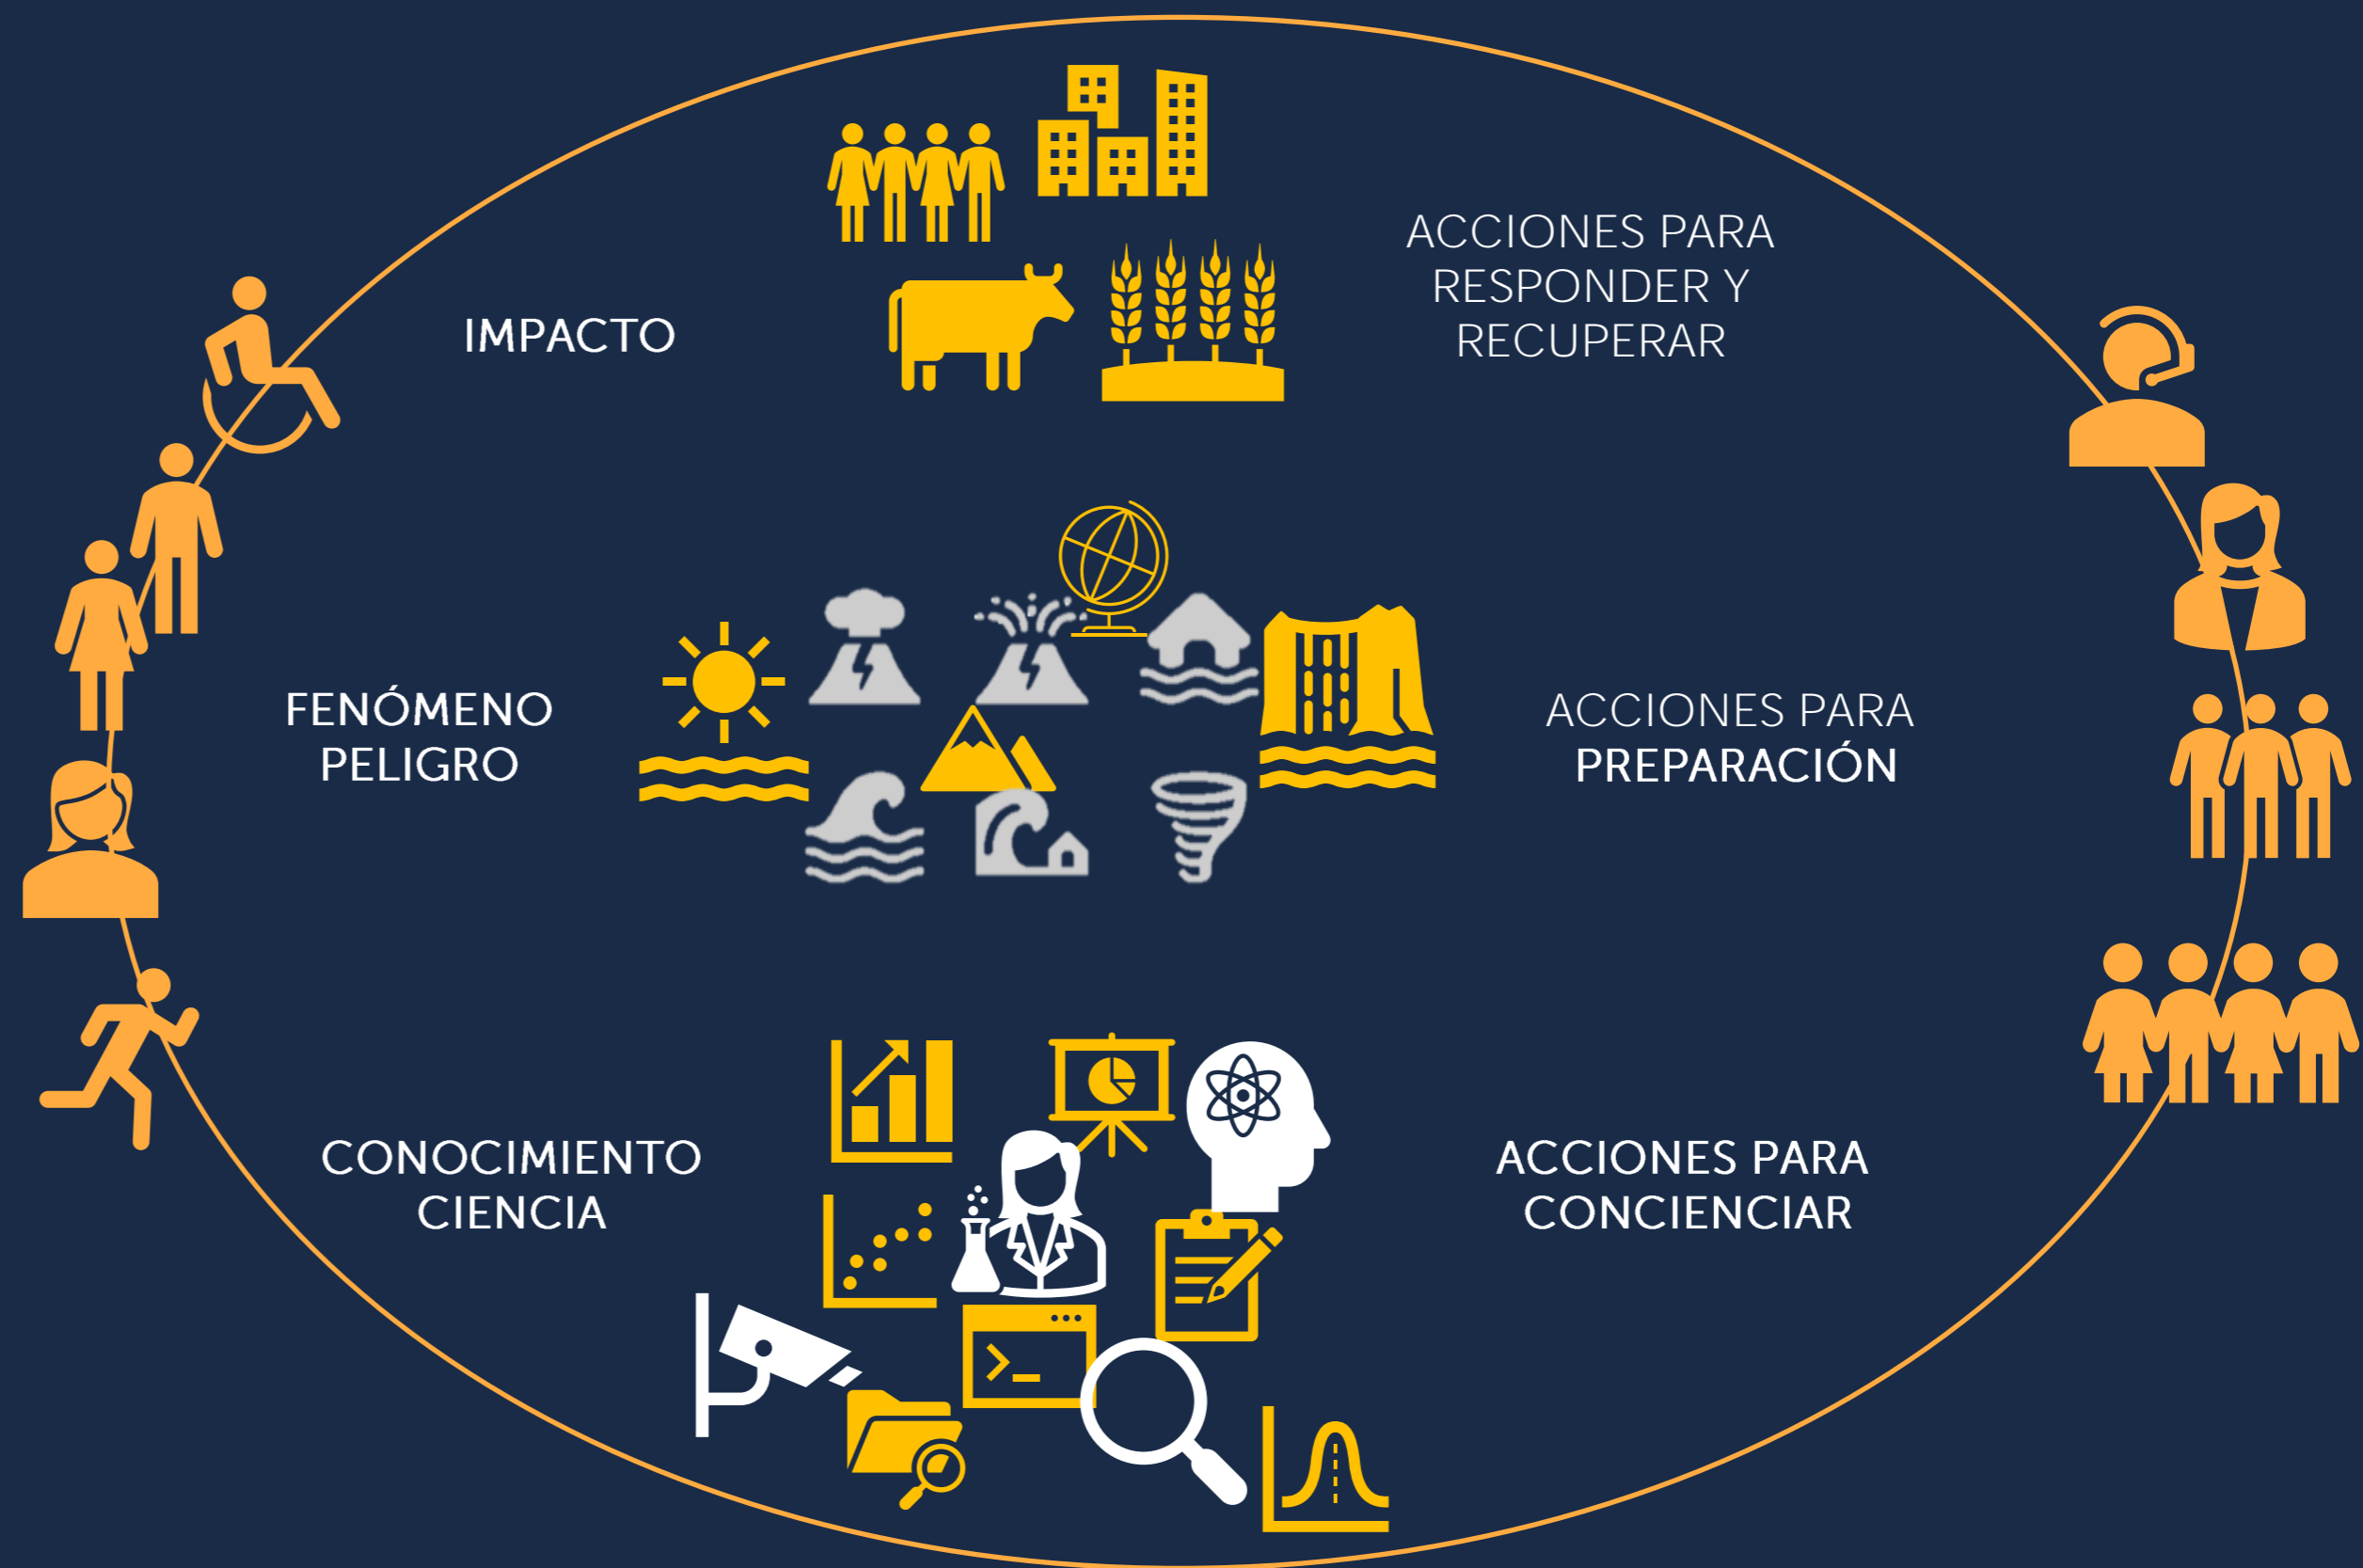 IMPACTO
ACCIONES PARA
RESPONDER Y
RECUPERAR
FENÓMENO
PELIGRO
ACCIONES PARA
PREPARACIÓN
CONOCIMIENTO
CIENCIA
ACCIONES PARA
CONCIENCIAR